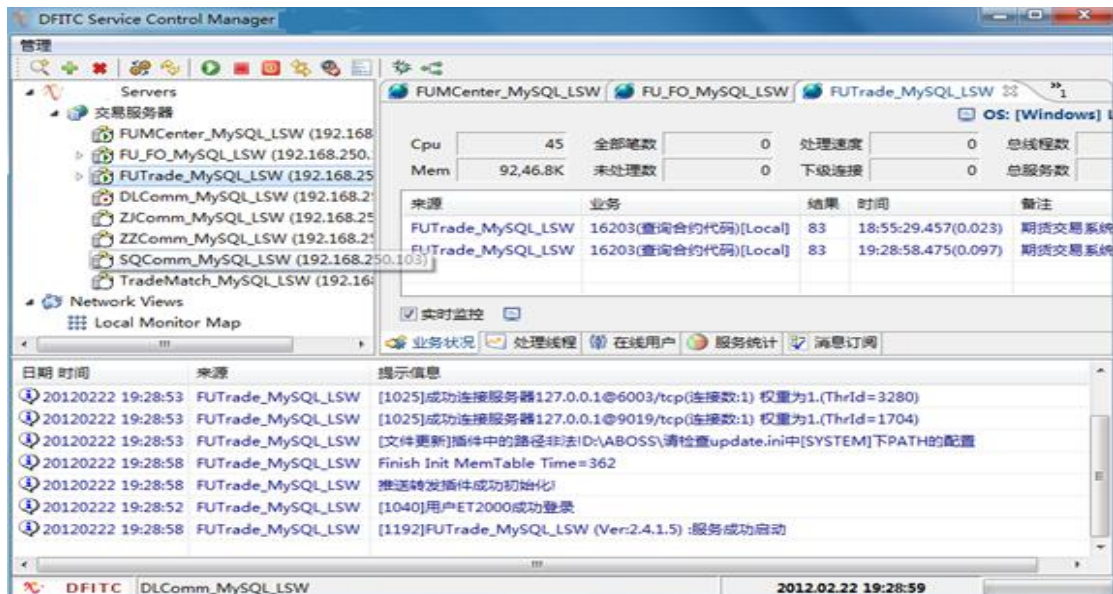 DFITC Service Control Manager
管理
Servers
交易服务器
FUMCenter_MySQL_LSW (192.168
FU_FO_MySQL_LSW (192.168.250.
FUTrade_MySQL_LSW (192.168.25
DLComm_MySQL_LSW (192.168.2
ZJComm_MySQL_LSW (192.168.25
ZZComm_MySQL_LSW (192.168.2
SQComm_MySQL_LSW (192.168.250.103)
TradeMatch_MySQL_LSW (192.16
Network Views
Local Monitor Map
FUMCenter_MySQL_LSW FU_FO_MySQL_LSW FUTrade_MySQL_LSW »1
OS: [Windows] L
Cpu 45 全部笔数 0 处理速度 0 总线程数
Mem 92,46.8K 未处理数 0 下级连接 0 总服务数
来源 业务 结果 时间 备注
FUTrade_MySQL_LSW 16203(查询合约代码)[Local] 83 18:55:29.457(0.023) 期货交易系统
FUTrade_MySQL_LSW 16203(查询合约代码)[Local] 83 19:28:58.475(0.097) 期货交易系统
实时监控
业务状况 处理线程 在线用户 服务统计 消息订阅
日期 时间 来源 提示信息
20120222 19:28:53 FUTrade_MySQL_LSW [1025]成功连接服务器127.0.0.1@6003/tcp(连接数:1) 权重为1.(ThrId=3280)
20120222 19:28:53 FUTrade_MySQL_LSW [1025]成功连接服务器127.0.0.1@9019/tcp(连接数:1) 权重为1.(ThrId=1704)
20120222 19:28:53 FUTrade_MySQL_LSW [文件更新]插件中的路径非法!D:\ABOSS\请检查update.ini中[SYSTEM]下PATH的配置
20120222 19:28:58 FUTrade_MySQL_LSW Finish Init MemTable Time=362
20120222 19:28:58 FUTrade_MySQL_LSW 推送转发插件成功初始化!
20120222 19:28:52 FUTrade_MySQL_LSW [1040]用户ET2000成功登录
20120222 19:28:58 FUTrade_MySQL_LSW [1192]FUTrade_MySQL_LSW (Ver:2.4.1.5) :服务成功启动
DFITC DLComm_MySQL_LSW 2012.02.22 19:28:59